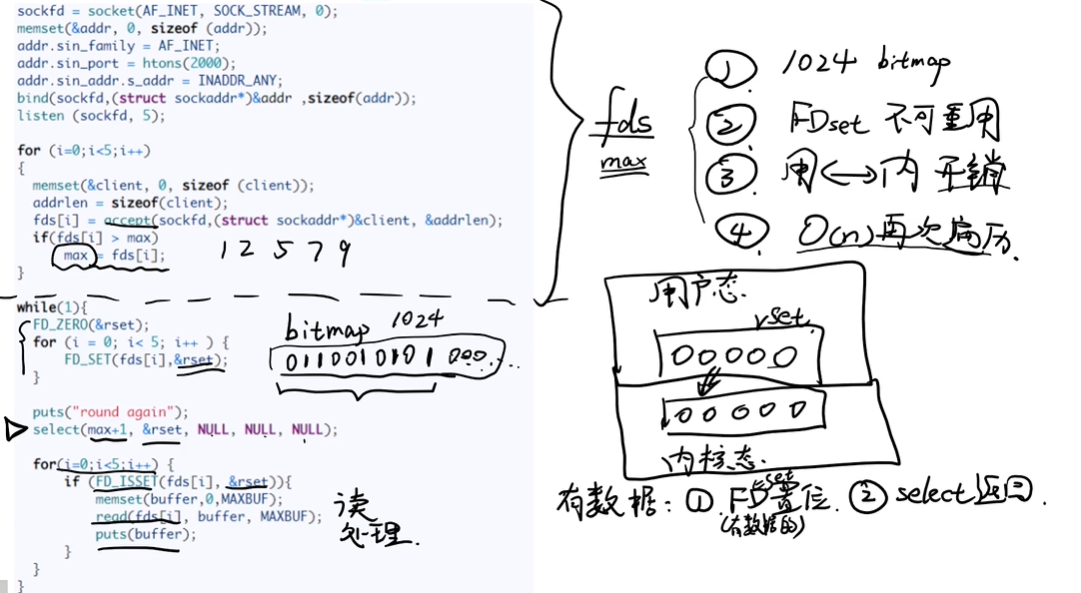 sockfd = socket(AF_INET, SOCK_STREAM, 0);
memset(&addr, 0, sizeof (addr));
addr.sin_family = AF_INET;
addr.sin_port = htons(2000);
addr.sin_addr.s_addr = INADDR_ANY;
bind(sockfd,(struct sockaddr*)&addr ,sizeof(addr));
listen (sockfd, 5);
for (i=0;i<5;i++)
{
memset(&client, 0, sizeof (client));
addrlen = sizeof(client);
fds[i] = accept(sockfd,(struct sockaddr*)&client, &addrlen);
if(fds[i] > max)
max = fds[i];
}
1 2 5 7 9
while(1){
FD_ZERO(&rset);
for (i = 0; i< 5; i++ ) {
FD_SET(fds[i],&rset);
}
bitmap 1024
0110010101 000...
puts("round again");
select(max+1, &rset, NULL, NULL, NULL);
for(i=0;i<5;i++) {
if (FD_ISSET(fds[i], &rset)){
memset(buffer,0,MAXBUF);
read(fds[i], buffer, MAXBUF);
puts(buffer);
}
}
}
读
处理.
fds
max
① 1024 bitmap
② FDset 不可重用
③ 用<->内 开销
④ O(n)再次遍历.
用户态.
rset.
00000
00000
内核态.
有数据: ① FD置位. ② select返回.
set
(有数据的)